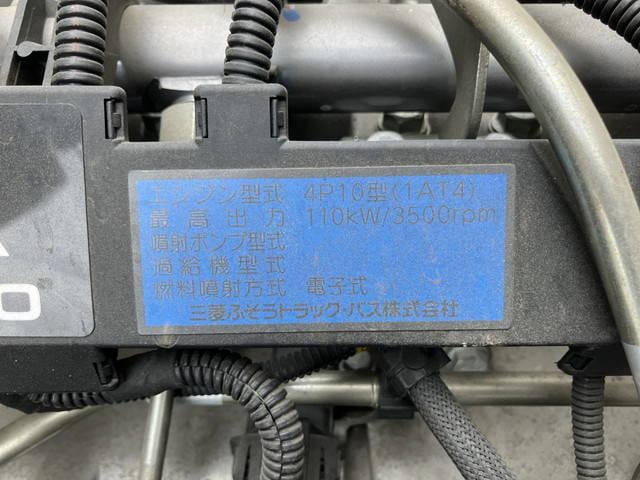 エンジン型式 4P10型(1AT4)
最高出力 110kW/3500rpm
噴射ポンプ型式
過給機型式
燃料噴射方式 電子式
三菱ふそうトラック・バス株式会社